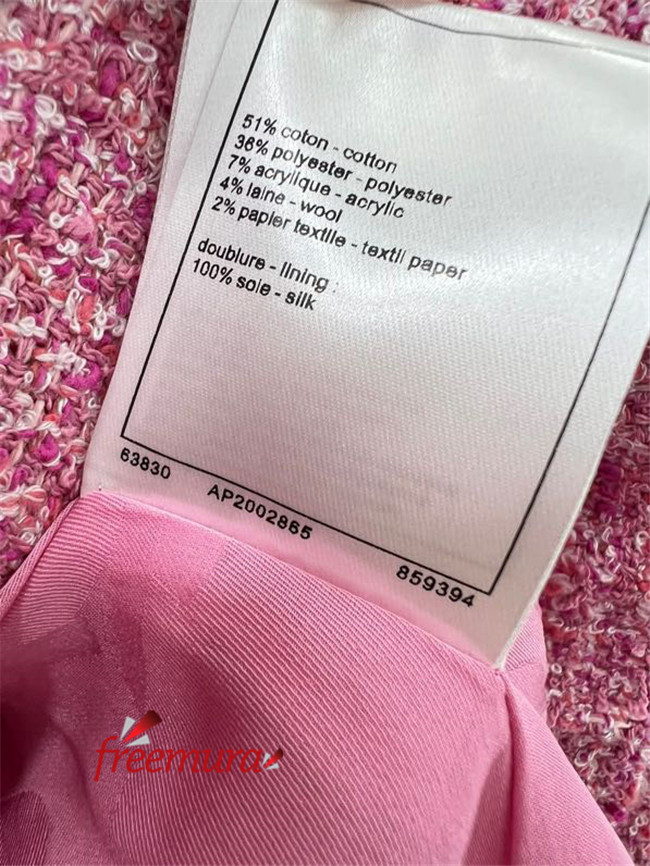 51% coton - cotton
36% polyester - polyester
7% acrylique - acrylic
4% laine - wool
2% papier textile - textil paper
doublure - lining :
100% soie - silk
63830 AP2002865 859394
freemura